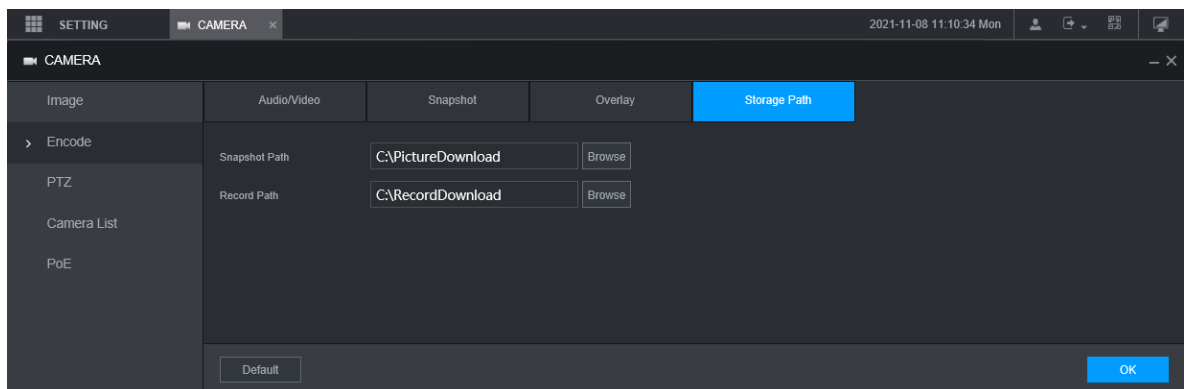 SETTING CAMERA × 2021-11-08 11:10:34 Mon
CAMERA
Image Audio/Video Snapshot Overlay Storage Path
Encode
Snapshot Path C:\PictureDownload Browse
PTZ
Record Path C:\RecordDownload Browse
Camera List
PoE
Default OK